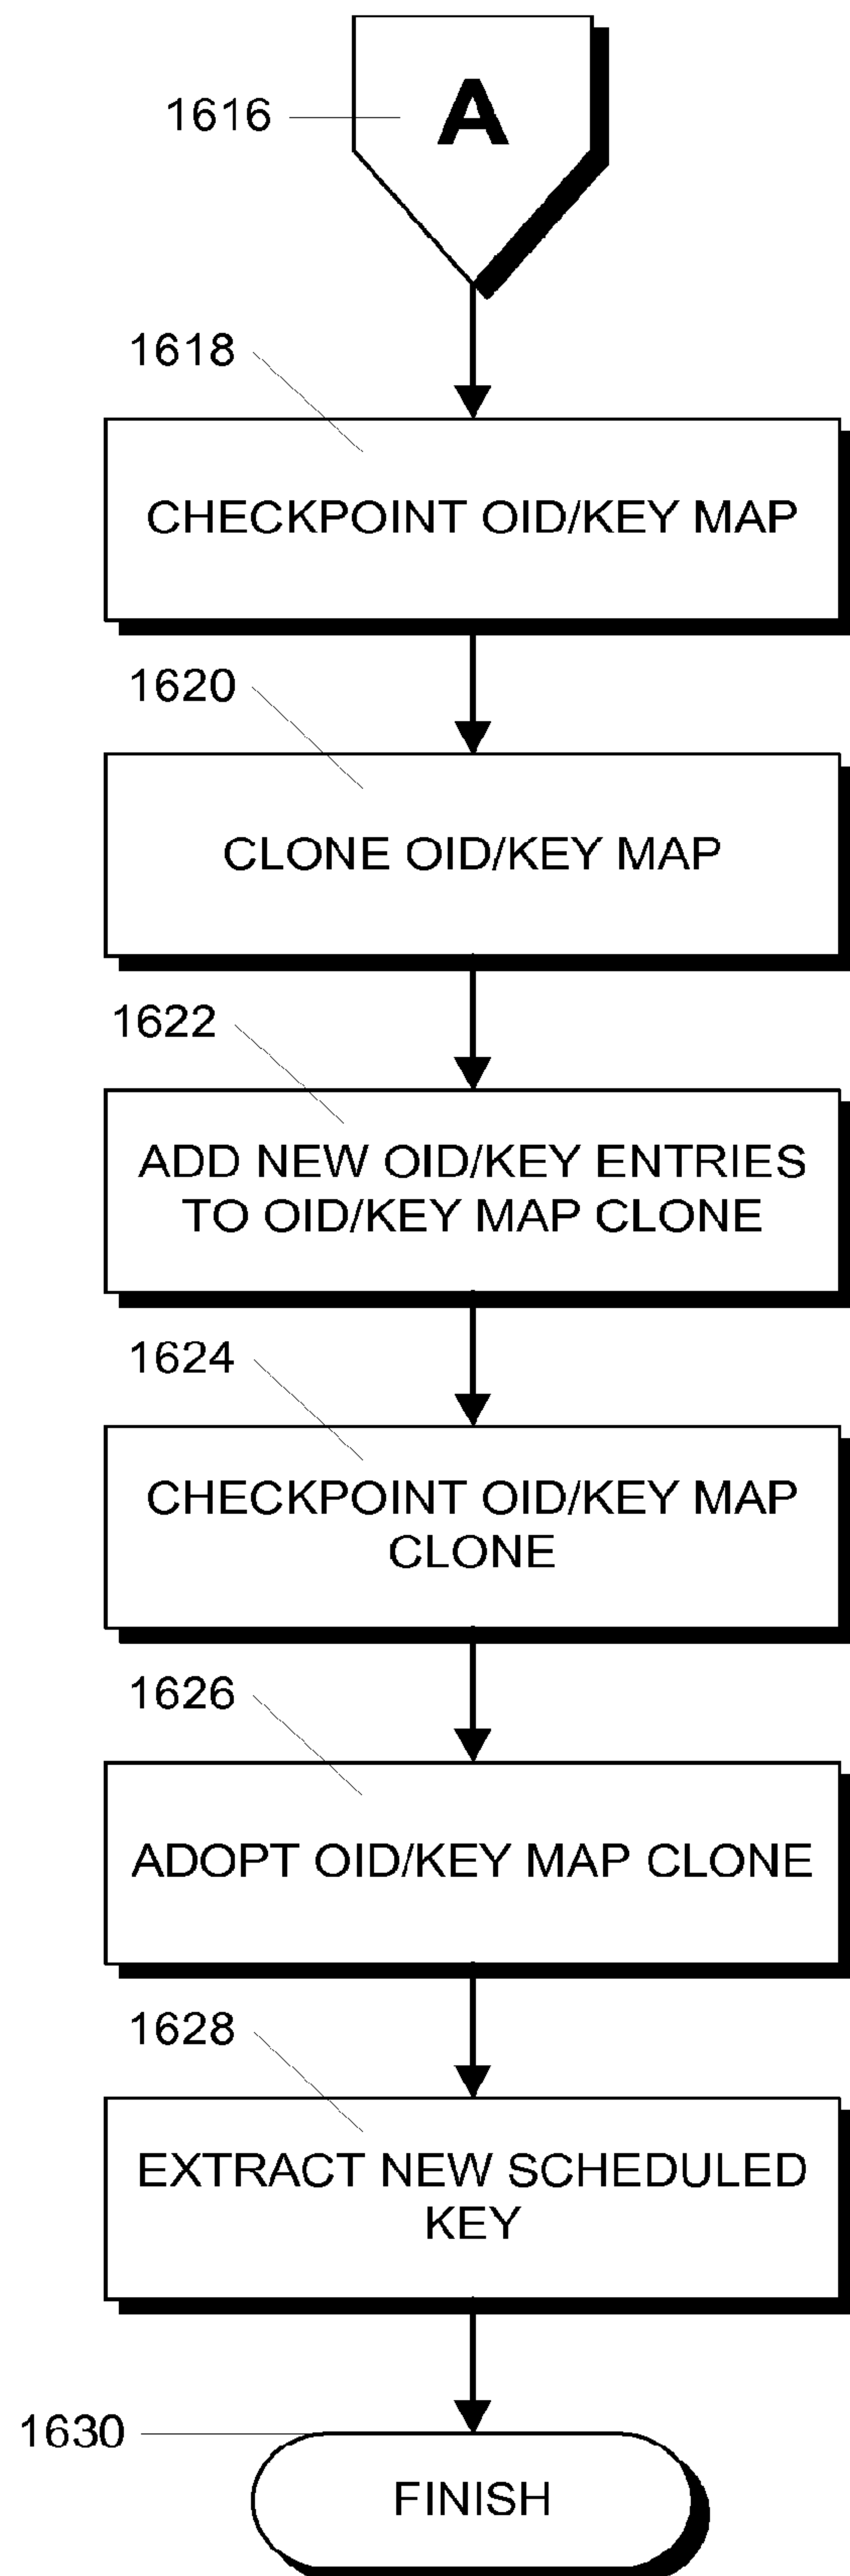 1616
A
1618
CHECKPOINT OID/KEY MAP
1620
CLONE OID/KEY MAP
1622
ADD NEW OID/KEY ENTRIES
TO OID/KEY MAP CLONE
1624
CHECKPOINT OID/KEY MAP
CLONE
1626
ADOPT OID/KEY MAP CLONE
1628
EXTRACT NEW SCHEDULED
KEY
1630
FINISH